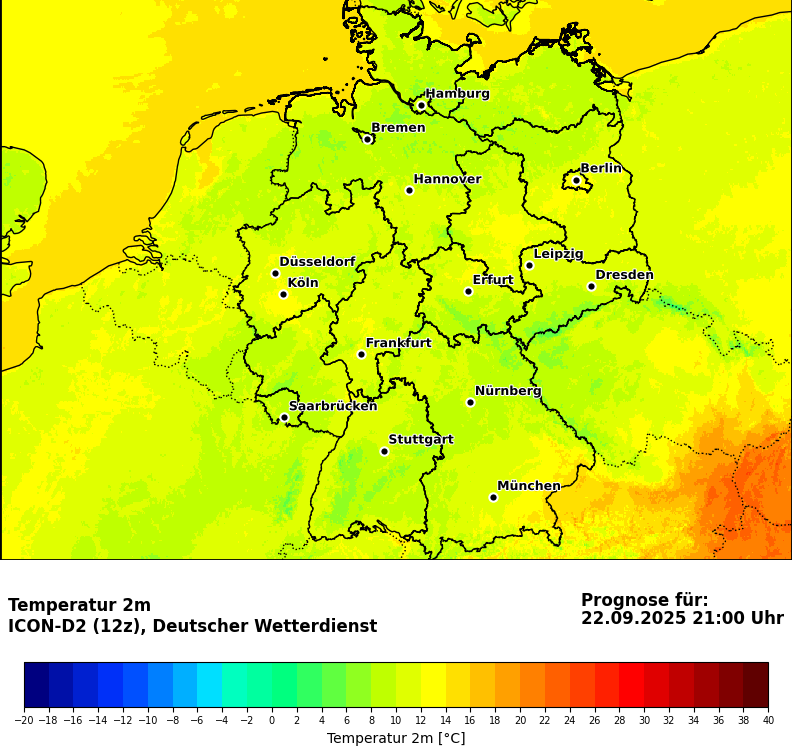 Hamburg
Bremen
Berlin
Hannover
Leipzig
Düsseldorf
Dresden
Erfurt
Köln
Frankfurt
Nürnberg
Saarbrücken
Stuttgart
München
Temperatur 2m
ICON-D2 (12z), Deutscher Wetterdienst
Prognose für:
22.09.2025 21:00 Uhr
−20 −18 −16 −14 −12 −10 −8 −6 −4 −2 0 2 4 6 8 10 12 14 16 18 20 22 24 26 28 30 32 34 36 38 40
Temperatur 2m [°C]